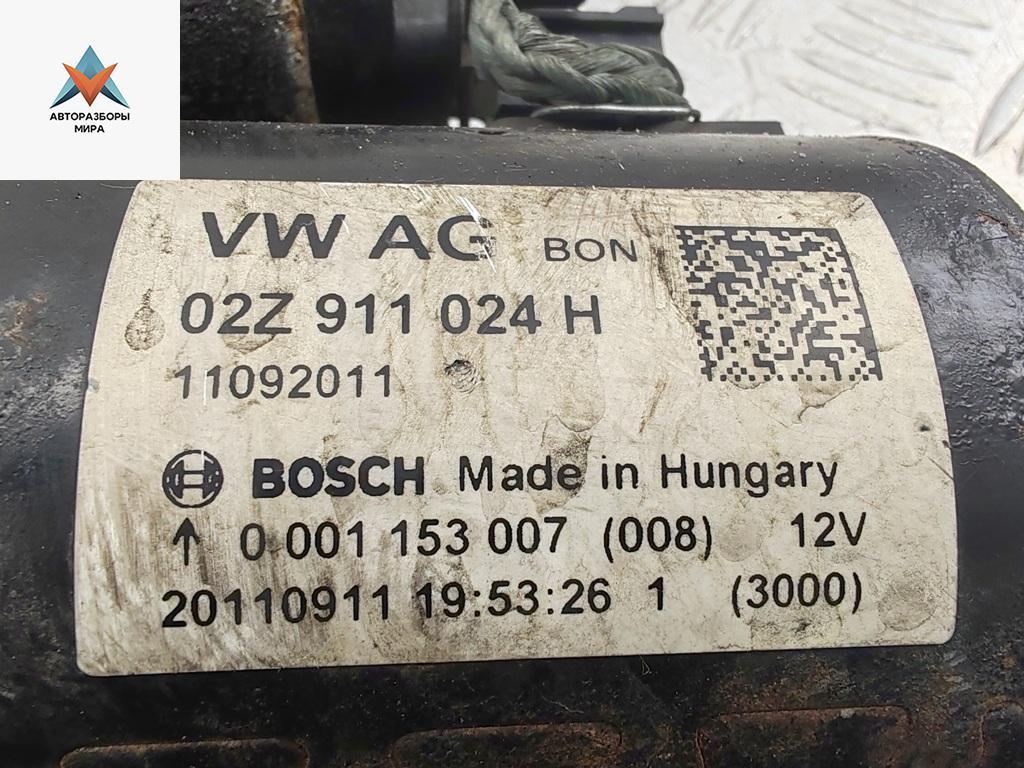 АВТОРАЗБОРЫ
МИРА
VW AG BON
02Z 911 024 H
11092011
BOSCH Made in Hungary
↑ 0 001 153 007 (008) 12V
20110911 19:53:26 1 (3000)